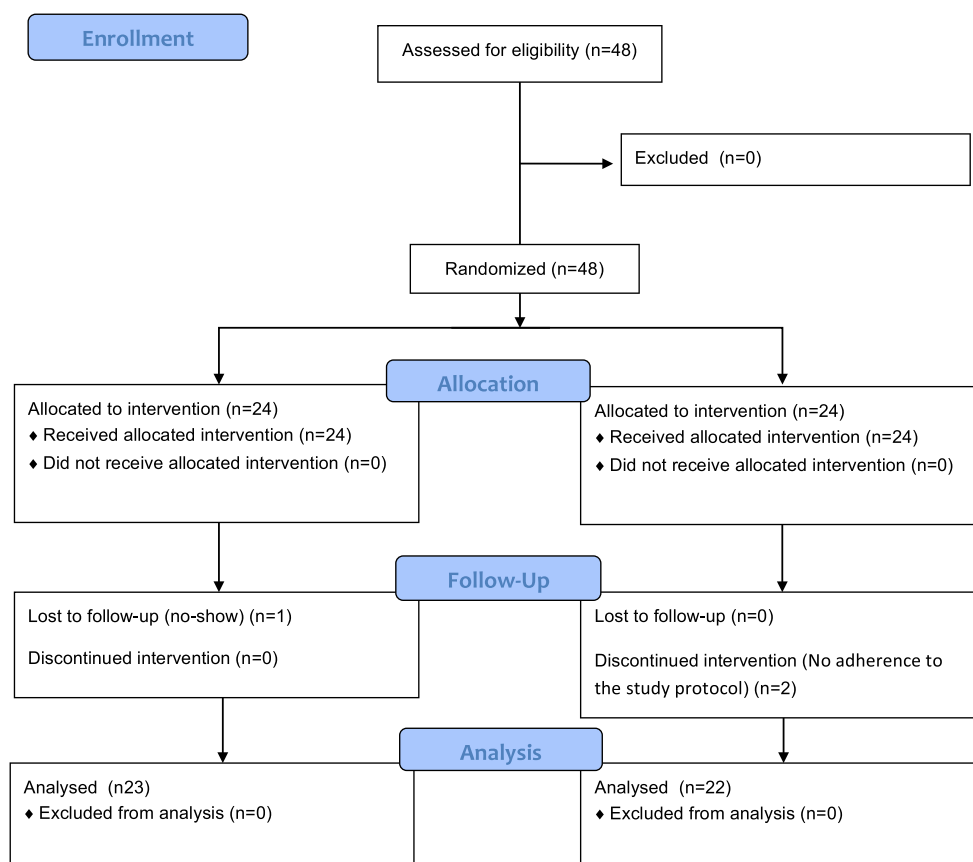 Enrollment
Assessed for eligibility (n=48)
Excluded (n=0)
Randomized (n=48)
Allocation
Allocated to intervention (n=24)
♦ Received allocated intervention (n=24)
♦ Did not receive allocated intervention (n=0)
Allocated to intervention (n=24)
♦ Received allocated intervention (n=24)
♦ Did not receive allocated intervention (n=0)
Follow-Up
Lost to follow-up (no-show) (n=1)
Discontinued intervention (n=0)
Lost to follow-up (n=0)
Discontinued intervention (No adherence to
the study protocol) (n=2)
Analysis
Analysed (n23)
♦ Excluded from analysis (n=0)
Analysed (n=22)
♦ Excluded from analysis (n=0)